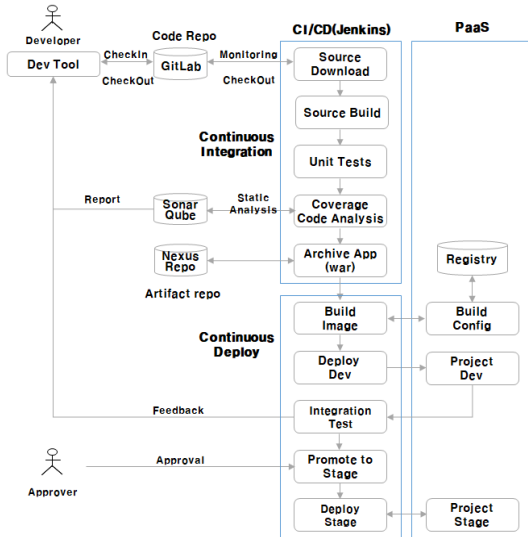 CI/CD(Jenkins)
PaaS
Developer
Code Repo
Dev Tool
CheckIn
CheckOut
GitLab
Monitoring
CheckOut
Source
Download
Source Build
Continuous
Integration
Unit Tests
Report
Sonar
Qube
Static
Analysis
Coverage
Code Analysis
Nexus
Repo
Artifact repo
Archive App
(war)
Registry
Continuous
Deploy
Build
Image
Build
Config
Deploy
Dev
Project
Dev
Feedback
Integration
Test
Approver
Approval
Promote to
Stage
Deploy
Stage
Project
Stage